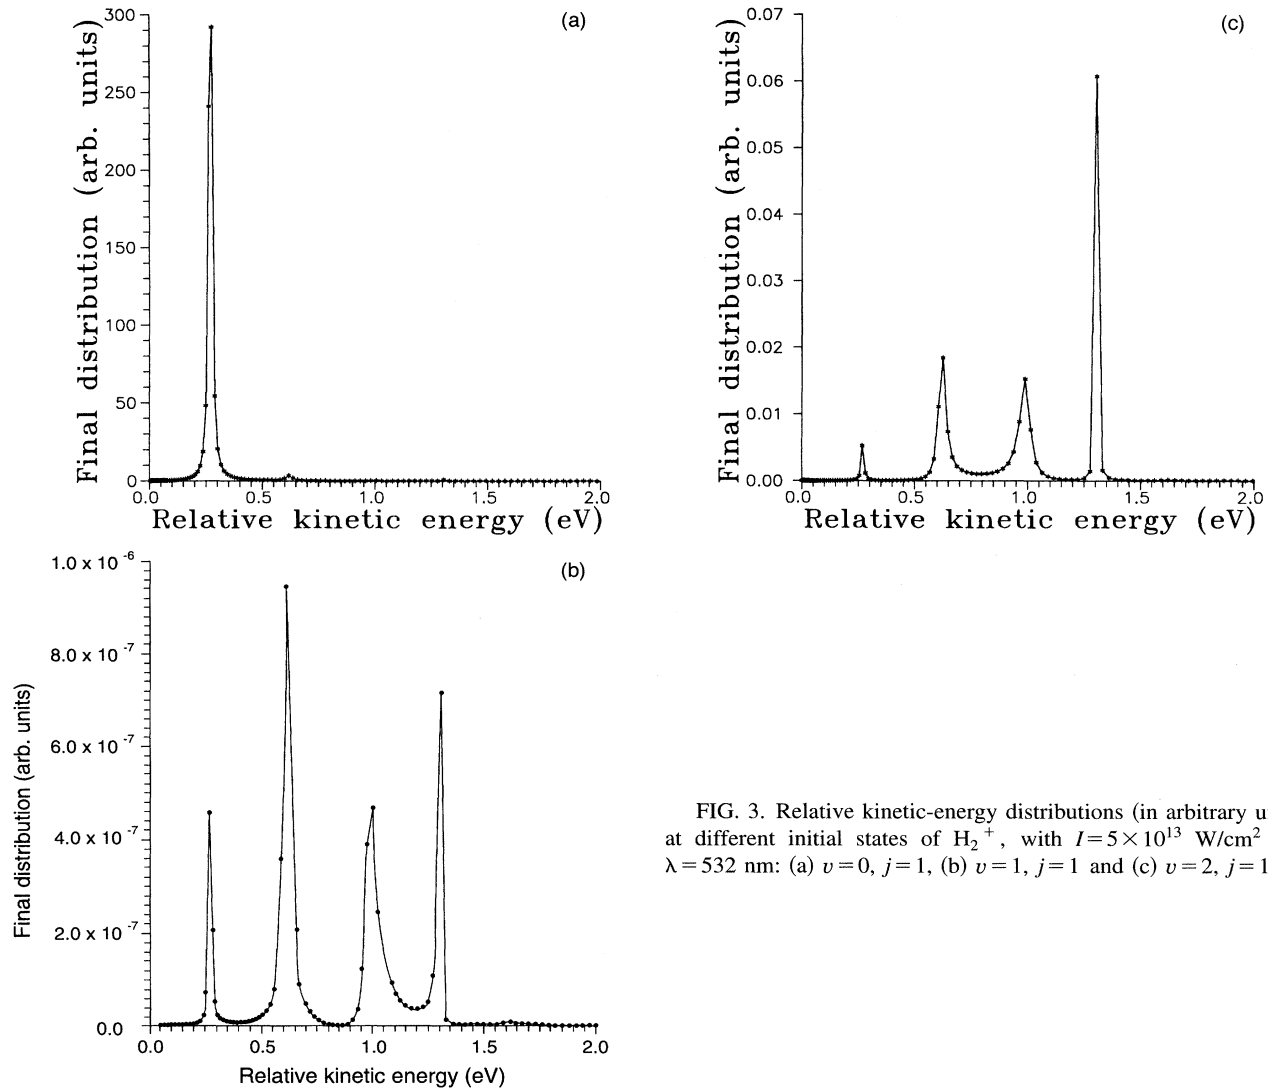 (a)
300
250
200
150
100
50
0
Final distribution (arb. units)
0.0 0.5 1.0 1.5 2.0
Relative kinetic energy (eV)
(c)
0.07
0.06
0.05
0.04
0.03
0.02
0.01
0.00
Final distribution (arb. units)
0.0 0.5 1.0 1.5 2.0
Relative kinetic energy (eV)
(b)
1.0 x 10 -6
8.0 x 10 -7
6.0 x 10 -7
4.0 x 10 -7
2.0 x 10 -7
0.0
Final distribution (arb. units)
0.0 0.5 1.0 1.5 2.0
Relative kinetic energy (eV)
FIG. 3. Relative kinetic-energy distributions (in arbitrary u
at different initial states of H₂⁺, with I=5×10¹³ W/cm²
λ=532 nm: (a) v=0, j=1, (b) v=1, j=1 and (c) v=2, j=1